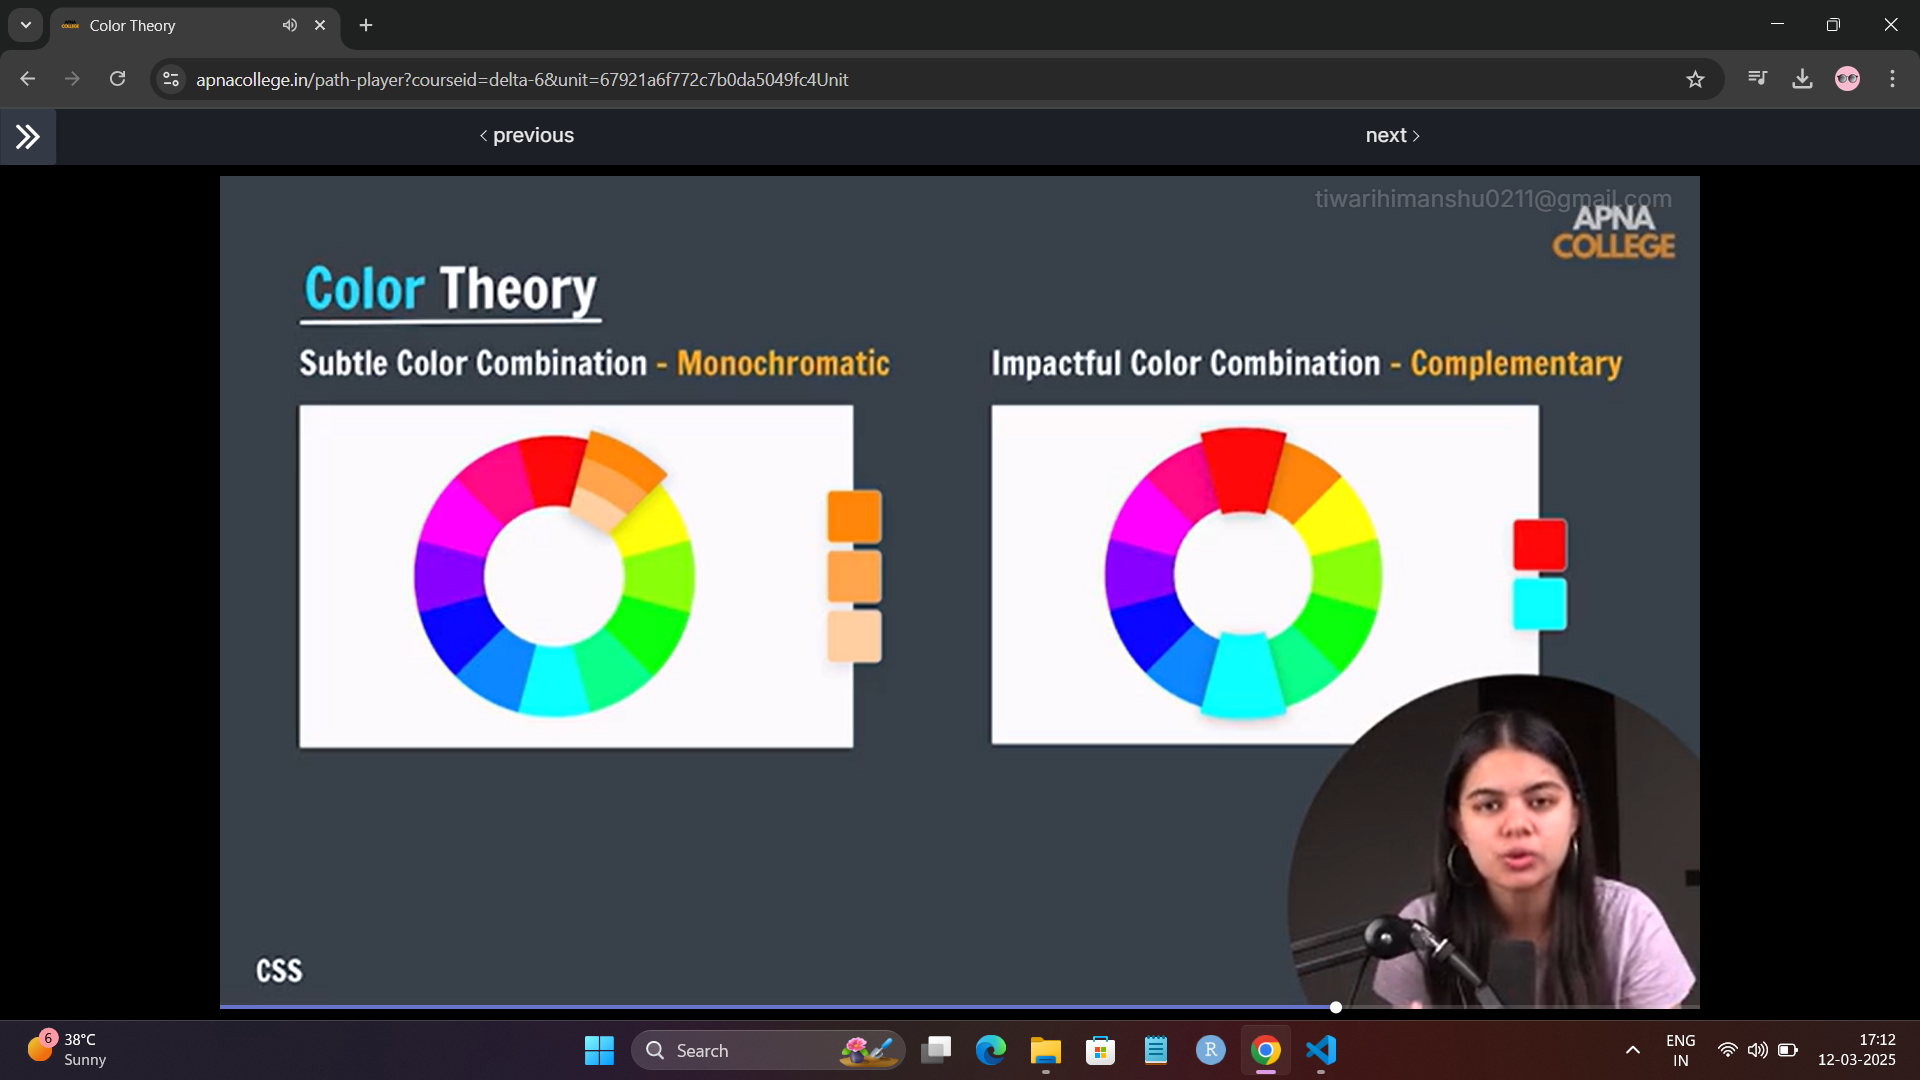 Color Theory
apnacollege.in/path-player?courseid=delta-6&unit=67921a6f772c7b0da5049fc4Unit
previous
next
tiwarihimanshu0211@gmail.com
APNA
COLLEGE
Color Theory
Subtle Color Combination - Monochromatic
Impactful Color Combination - Complementary
CSS
6
38°C
Sunny
Search
R
ENG
IN
17:12
12-03-2025